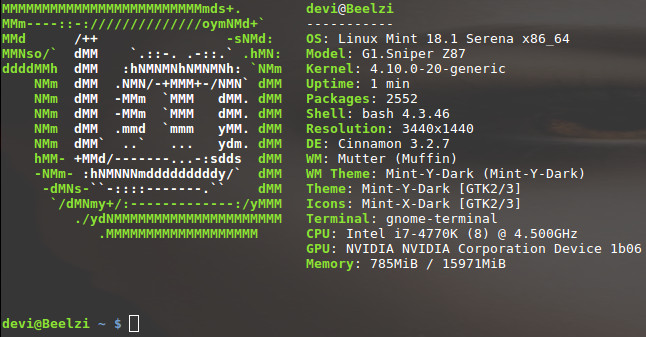 MMMMMMMMMMMMMMMMMMMMMMMMMmds+.        devi@Beelzi
MMm----::-://////////////oymNMd+`     -----------
MMd      /++                -sNMd:    OS: Linux Mint 18.1 Serena x86_64
MMNso/`  dMM    `.::-. .-::.` .hMN:   Model: G1.Sniper Z87
ddddMMh  dMM   :hNMNMNhNMNMNh: `NMm   Kernel: 4.10.0-20-generic
    NMm  dMM  .NMN/-+MMM+-/NMN` dMM   Uptime: 1 min
    NMm  dMM  -MMm  `MMM   dMM. dMM   Packages: 2552
    NMm  dMM  -MMm  `MMM   dMM. dMM   Shell: bash 4.3.46
    NMm  dMM  .mmd  `mmm   yMM. dMM   Resolution: 3440x1440
    NMm  dMM`  ..`   ...   ydm. dMM   DE: Cinnamon 3.2.7
    hMM- +MMd/-------...-:sdds  dMM   WM: Mutter (Muffin)
    -NMm- :hNMNNNmdddddddddy/`  dMM   WM Theme: Mint-Y-Dark (Mint-Y-Dark)
     -dMNs-``-::::-------.``    dMM   Theme: Mint-Y-Dark [GTK2/3]
      `/dMNmy+/:-------------:/yMMM   Icons: Mint-X-Dark [GTK2/3]
         ./ydNMMMMMMMMMMMMMMMMMMMMM   Terminal: gnome-terminal
            .MMMMMMMMMMMMMMMMMMM      CPU: Intel i7-4770K (8) @ 4.500GHz
                                      GPU: NVIDIA NVIDIA Corporation Device 1b06
                                      Memory: 785MiB / 15971MiB
devi@Beelzi ~ $